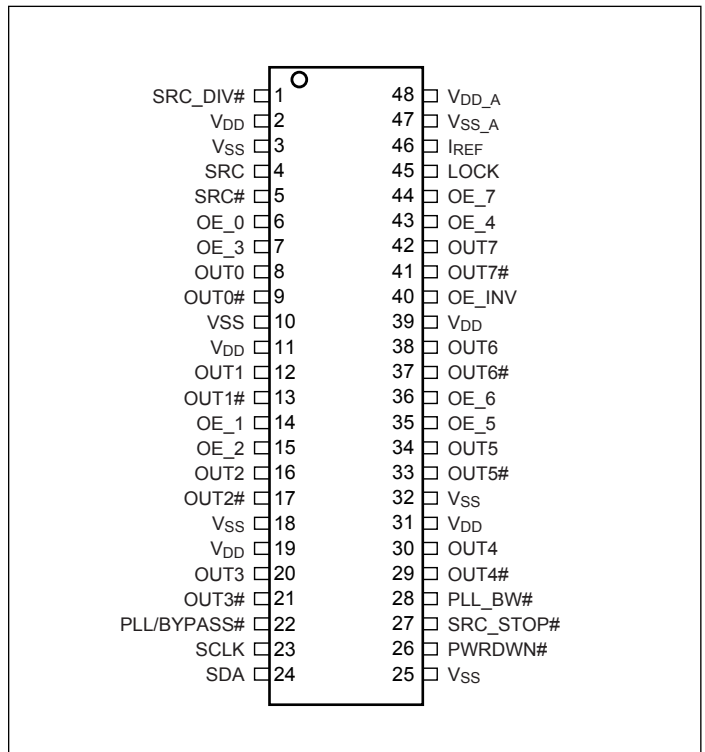 SRC_DIV# 1 48 VDD_A
VDD 2 47 VSS_A
VSS 3 46 IREF
SRC 4 45 LOCK
SRC# 5 44 OE_7
OE_0 6 43 OE_4
OE_3 7 42 OUT7
OUT0 8 41 OUT7#
OUT0# 9 40 OE_INV
VSS 10 39 VDD
VDD 11 38 OUT6
OUT1 12 37 OUT6#
OUT1# 13 36 OE_6
OE_1 14 35 OE_5
OE_2 15 34 OUT5
OUT2 16 33 OUT5#
OUT2# 17 32 VSS
VSS 18 31 VDD
VDD 19 30 OUT4
OUT3 20 29 OUT4#
OUT3# 21 28 PLL_BW#
PLL/BYPASS# 22 27 SRC_STOP#
SCLK 23 26 PWRDWN#
SDA 24 25 VSS